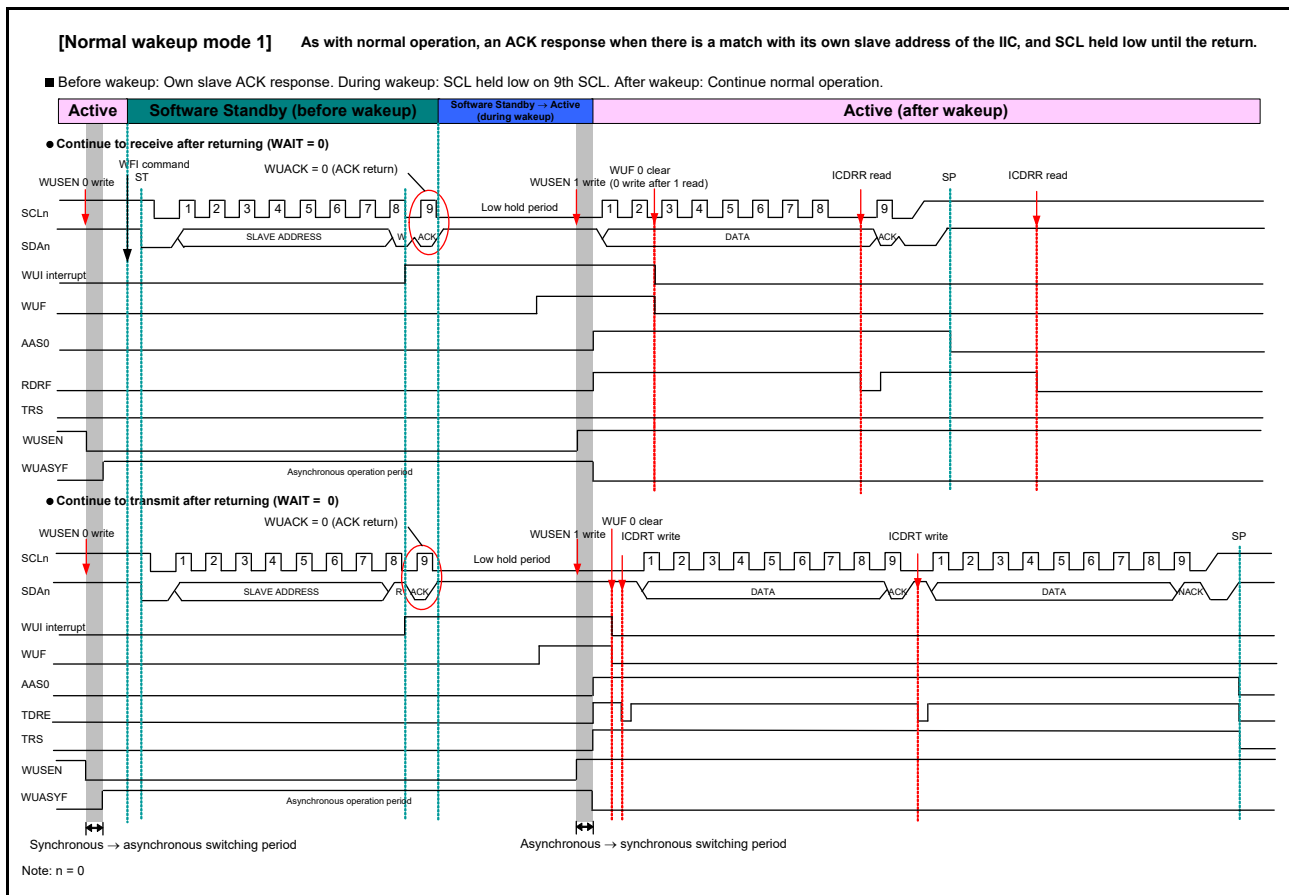 [Normal wakeup mode 1] As with normal operation, an ACK response when there is a match with its own slave address of the IIC, and SCL held low until the return.
■ Before wakeup: Own slave ACK response. During wakeup: SCL held low on 9th SCL. After wakeup: Continue normal operation.
Active
Software Standby (before wakeup)
Software Standby → Active
(during wakeup)
Active (after wakeup)
● Continue to receive after returning (WAIT = 0)
WFI command
ST
WUSEN 0 write
WUACK = 0 (ACK return)
WUSEN 1 write
WUF 0 clear
(0 write after 1 read)
ICDRR read
SP
ICDRR read
SCLn
1 2 3 4 5 6 7 8 9
Low hold period
1 2 3 4 5 6 7 8 9
SDAn
SLAVE ADDRESS
W
ACK
DATA
ACK
WUI interrupt
WUF
AAS0
RDRF
TRS
WUSEN
WUASYF
Asynchronous operation period
● Continue to transmit after returning (WAIT = 0)
WUSEN 0 write
WUACK = 0 (ACK return)
WUSEN 1 write
WUF 0 clear
ICDRT write
ICDRT write
SP
SCLn
1 2 3 4 5 6 7 8 9
Low hold period
1 2 3 4 5 6 7 8 9
1 2 3 4 5 6 7 8 9
SDAn
SLAVE ADDRESS
R
ACK
DATA
ACK
DATA
NACK
WUI interrupt
WUF
AAS0
TDRE
TRS
WUSEN
WUASYF
Asynchronous operation period
Synchronous → asynchronous switching period
Asynchronous → synchronous switching period
Note: n = 0